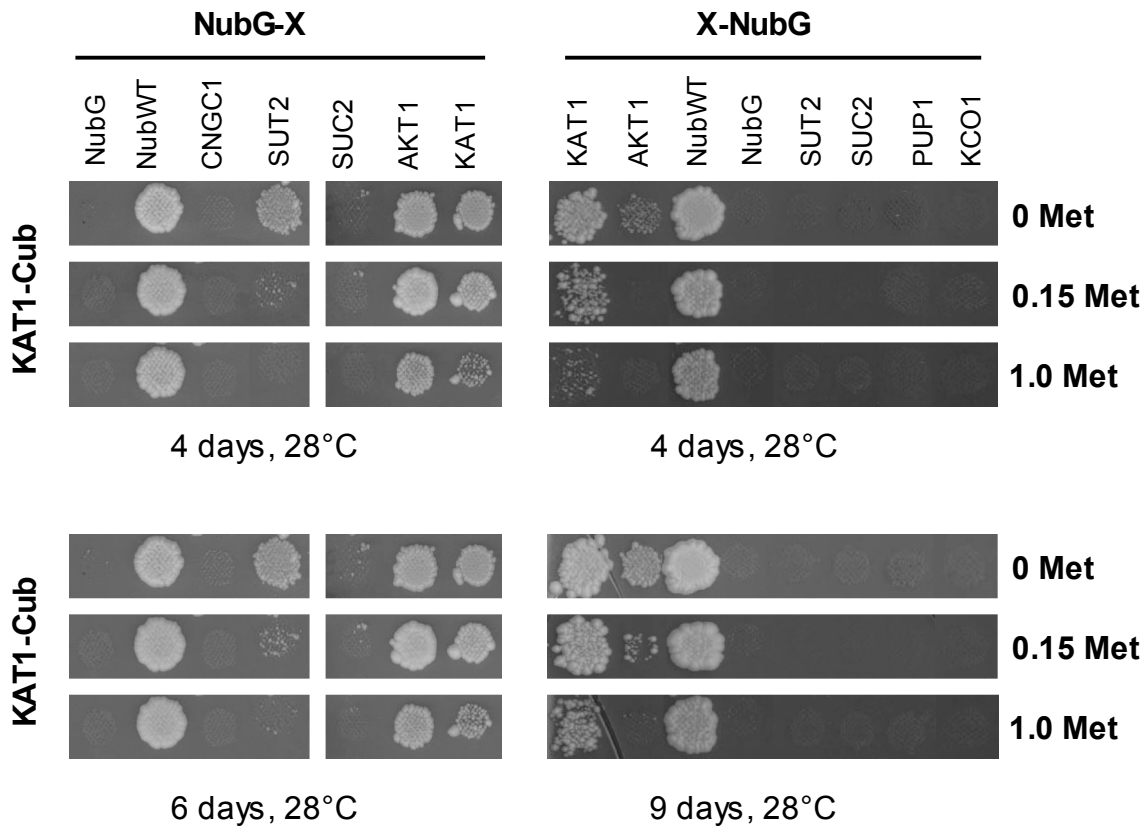 NubG-X
X-NubG
NubG
NubWT
CNGC1
SUT2
SUC2
AKT1
KAT1
KAT1
AKT1
NubWT
NubG
SUT2
SUC2
PUP1
KCO1
KAT1-Cub
0 Met
0.15 Met
1.0 Met
4 days, 28°C
4 days, 28°C
KAT1-Cub
0 Met
0.15 Met
1.0 Met
6 days, 28°C
9 days, 28°C